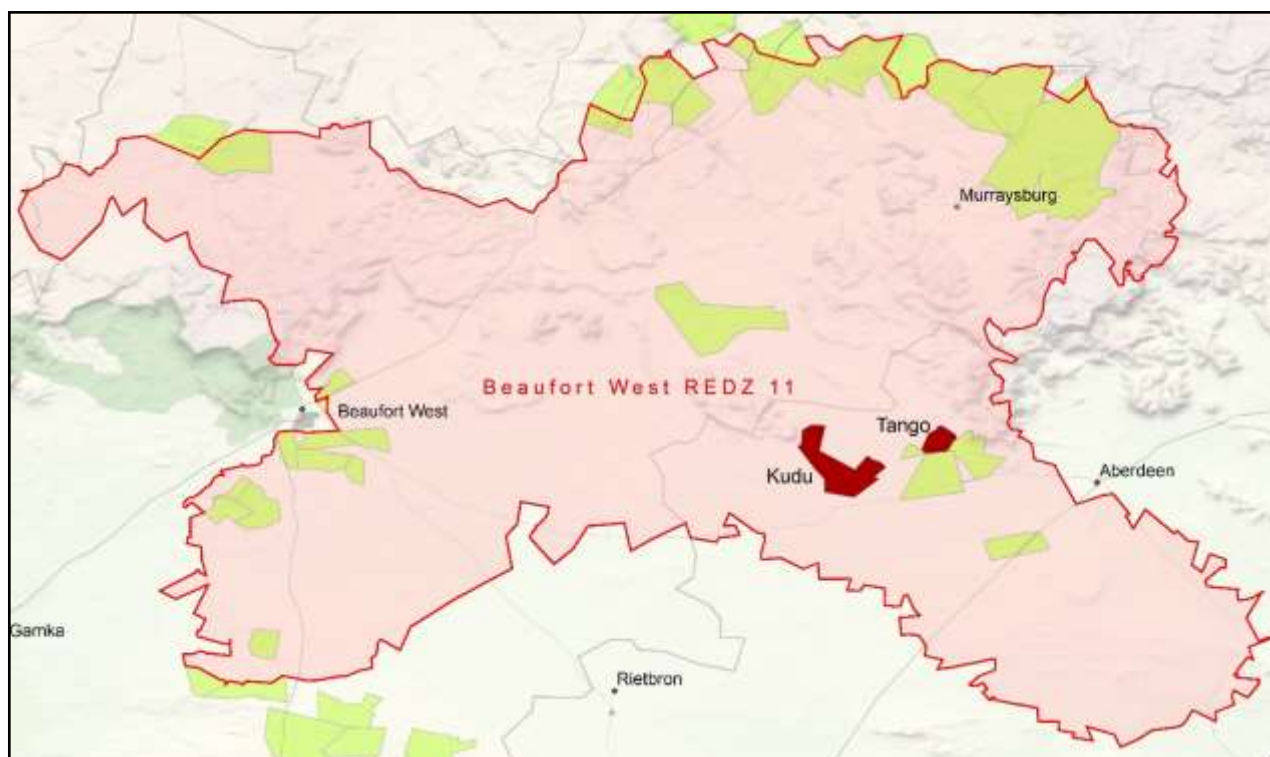 Murraysburg
Beaufort West REDZ 11
Beaufort West
Tango
Kudu
Aberdeen
Gamka
Rietbron